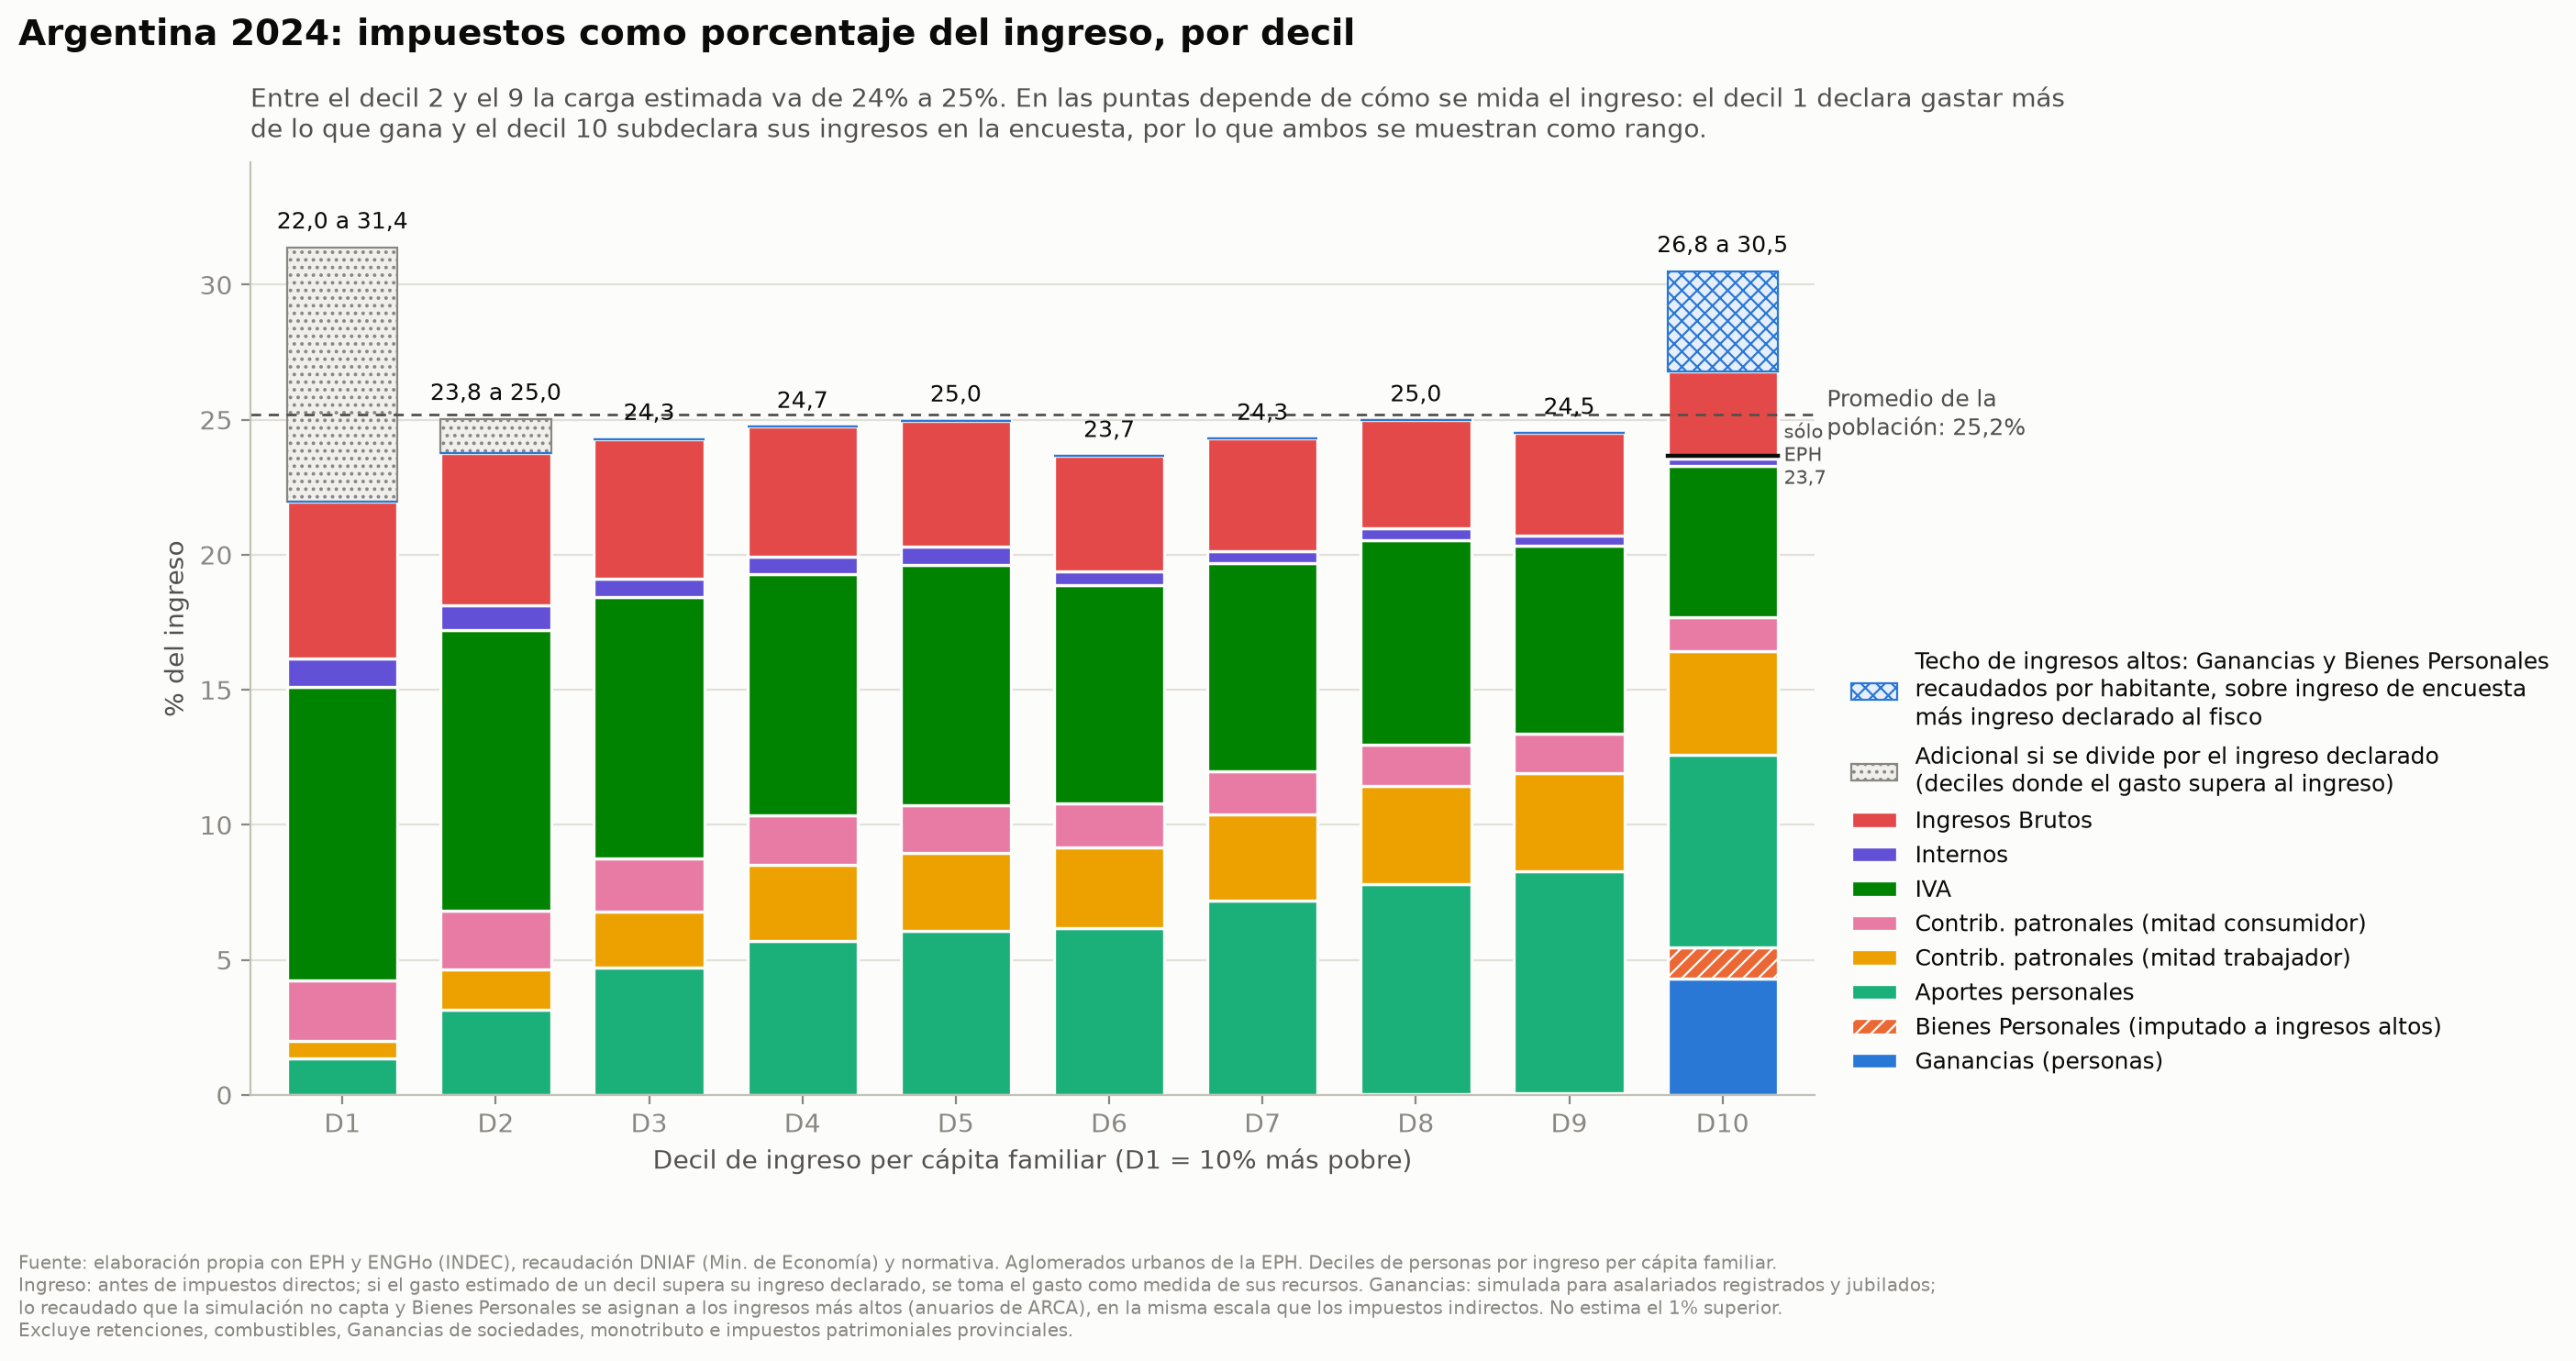 Argentina 2024: impuestos como porcentaje del ingreso, por decil
Entre el decil 2 y el 9 la carga estimada va de 24% a 25%. En las puntas depende de cómo se mida el ingreso: el decil 1 declara gastar más
de lo que gana y el decil 10 subdeclara sus ingresos en la encuesta, por lo que ambos se muestran como rango.
% del ingreso
30
25
20
15
10
5
0
22,0 a 31,4
23,8 a 25,0
24,3
24,7
25,0
23,7
24,3
25,0
24,5
26,8 a 30,5
Promedio de la
población: 25,2%
sólo
EPH
23,7
D1
D2
D3
D4
D5
D6
D7
D8
D9
D10
Decil de ingreso per cápita familiar (D1 = 10% más pobre)
Techo de ingresos altos: Ganancias y Bienes Personales
recaudados por habitante, sobre ingreso de encuesta
más ingreso declarado al fisco
Adicional si se divide por el ingreso declarado
(deciles donde el gasto supera al ingreso)
Ingresos Brutos
Internos
IVA
Contrib. patronales (mitad consumidor)
Contrib. patronales (mitad trabajador)
Aportes personales
Bienes Personales (imputado a ingresos altos)
Ganancias (personas)
Fuente: elaboración propia con EPH y ENGHo (INDEC), recaudación DNIAF (Min. de Economía) y normativa. Aglomerados urbanos de la EPH. Deciles de personas por ingreso per cápita familiar.
Ingreso: antes de impuestos directos; si el gasto estimado de un decil supera su ingreso declarado, se toma el gasto como medida de sus recursos. Ganancias: simulada para asalariados registrados y jubilados;
lo recaudado que la simulación no capta y Bienes Personales se asignan a los ingresos más altos (anuarios de ARCA), en la misma escala que los impuestos indirectos. No estima el 1% superior.
Excluye retenciones, combustibles, Ganancias de sociedades, monotributo e impuestos patrimoniales provinciales.